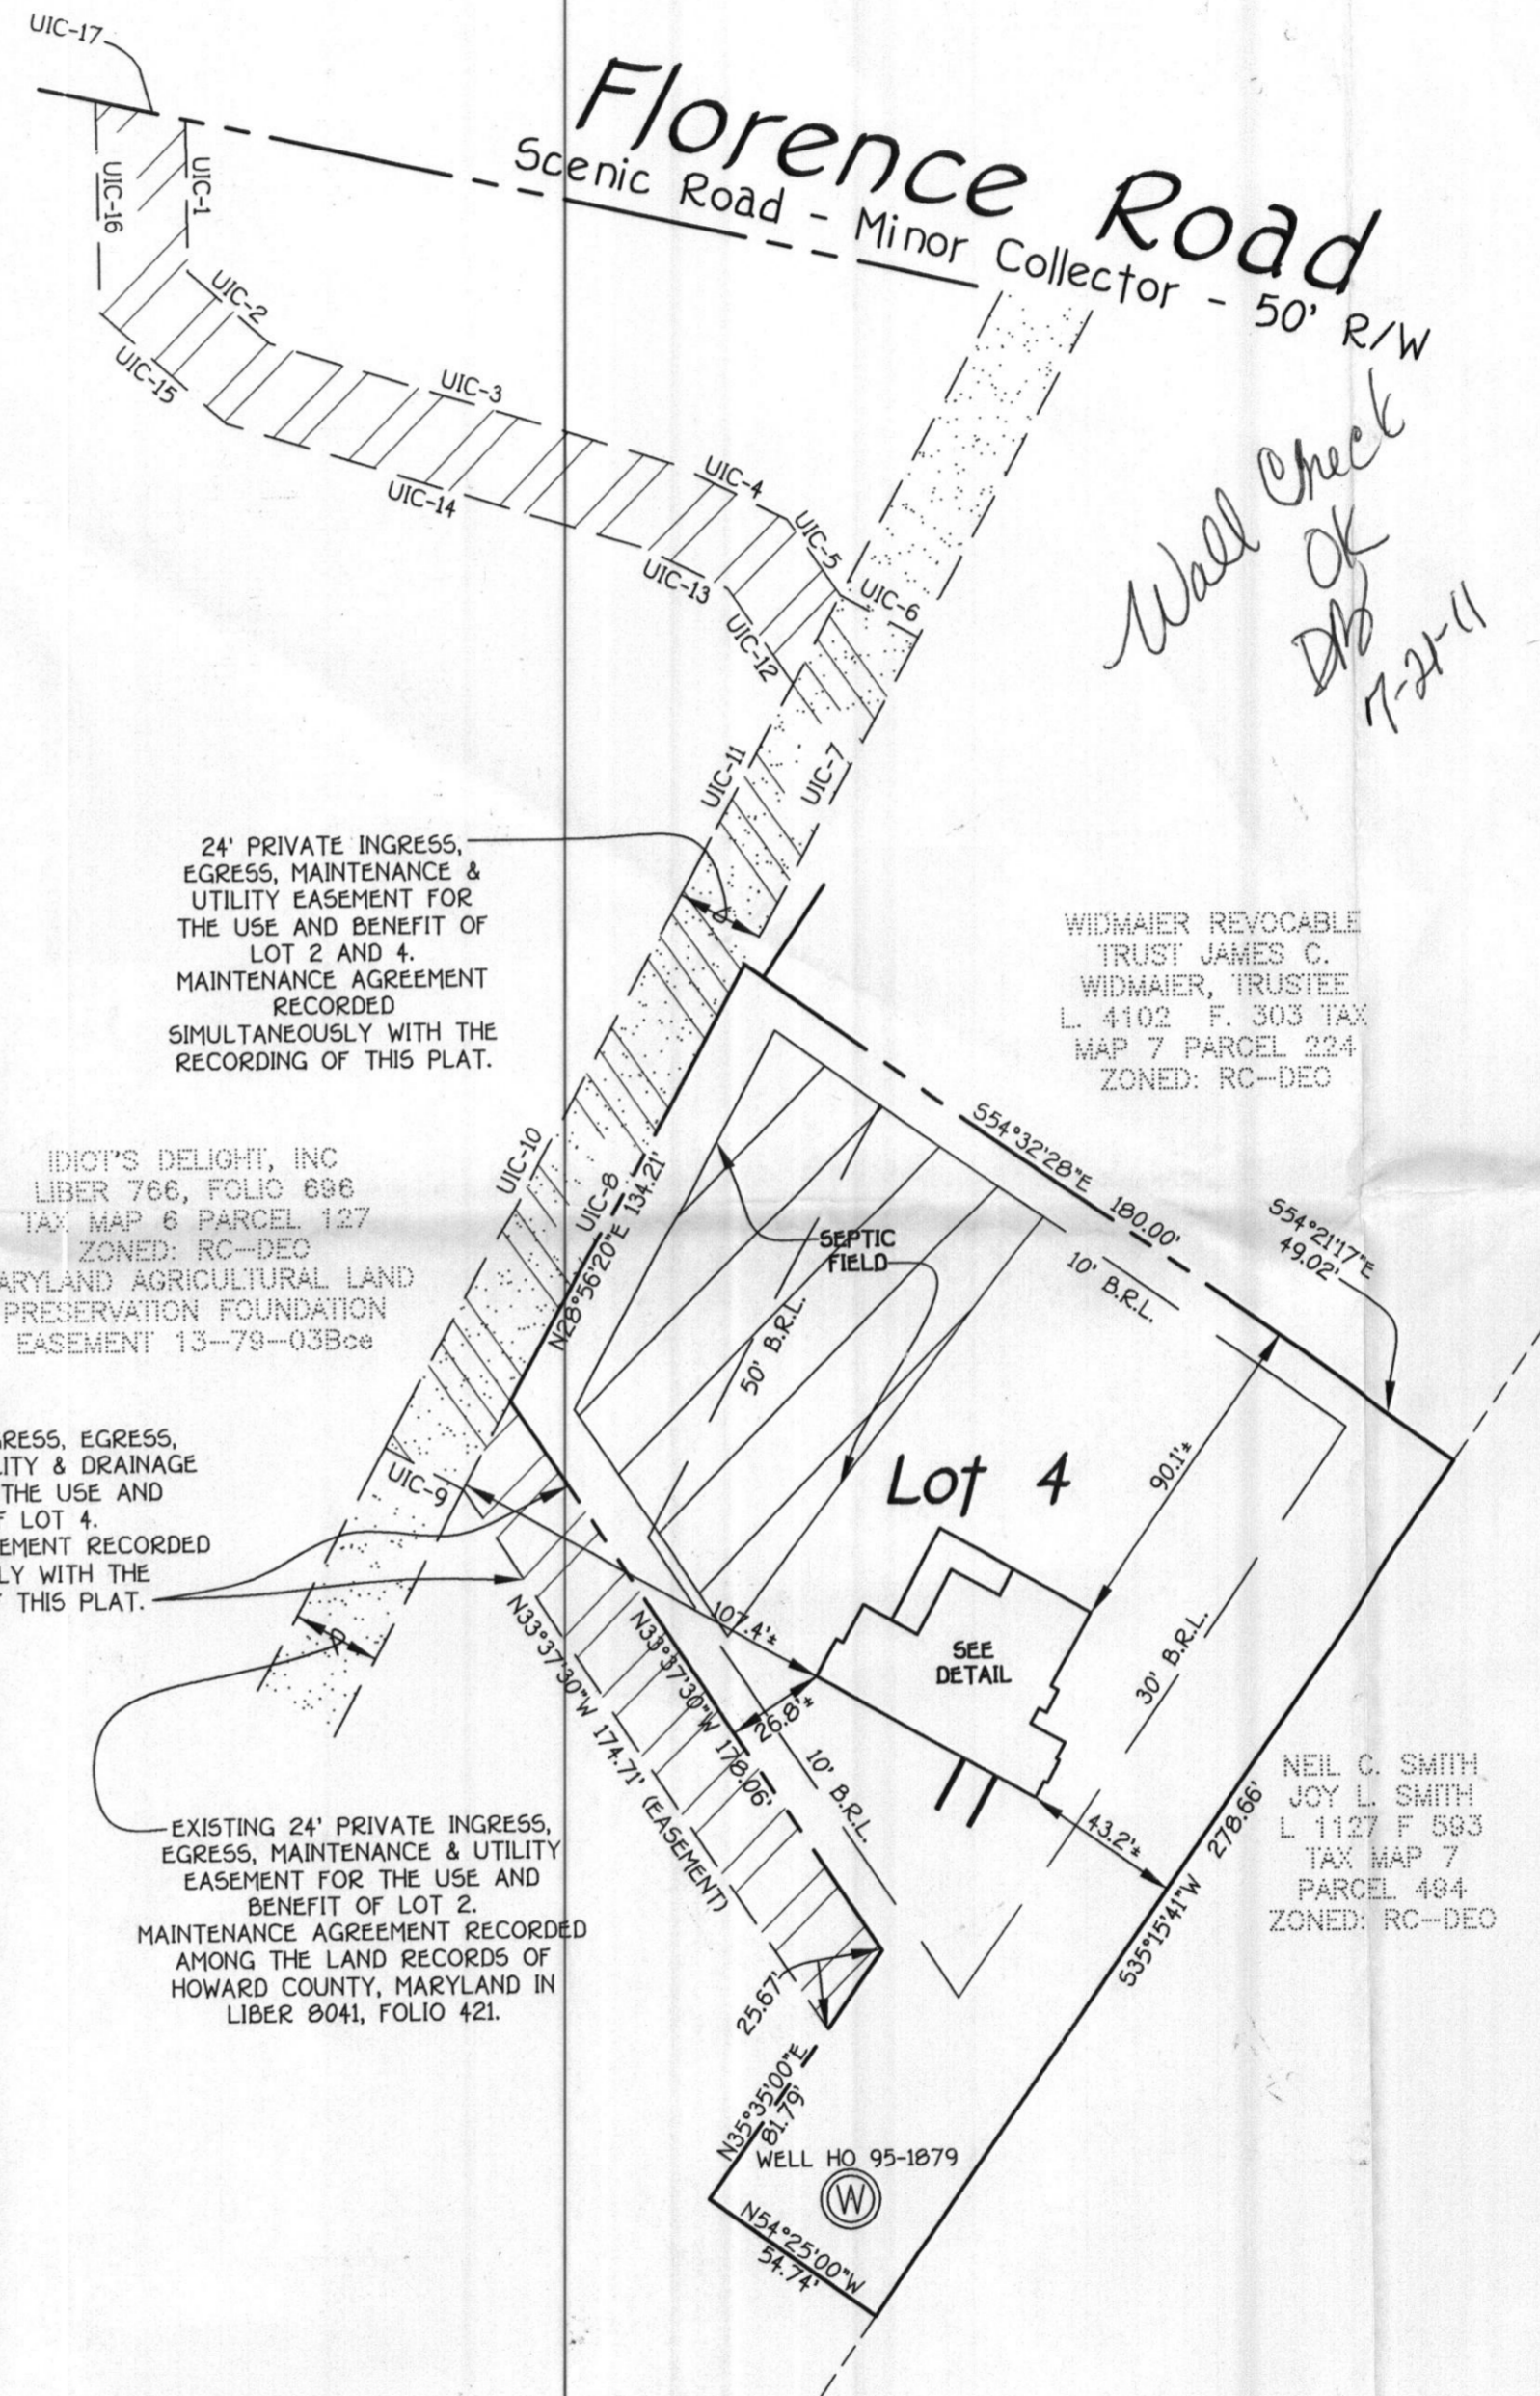 UIC-17
Florence Road
Scenic Road - Minor Collector - 50' R/W
UIC-16
UIC-1
UIC-2
UIC-15
UIC-3
UIC-14
UIC-4
UIC-5
UIC-6
UIC-13
UIC-12
Wall Check
OK
DB
7-21-11
UIC-11
UIC-7
24' PRIVATE INGRESS,
EGRESS, MAINTENANCE &
UTILITY EASEMENT FOR
THE USE AND BENEFIT OF
LOT 2 AND 4.
MAINTENANCE AGREEMENT
RECORDED
SIMULTANEOUSLY WITH THE
RECORDING OF THIS PLAT.
WIDMAIER REVOCABLE
TRUST JAMES C.
WIDMAIER, TRUSTEE
L. 4102 F. 303 TAX
MAP 7 PARCEL 224
ZONED: RC-DEO
IDIOT'S DELIGHT, INC
LIBER 766, FOLIO 696
TAX MAP 6 PARCEL 127
ZONED: RC-DEO
ARYLAND AGRICULTURAL LAND
PRESERVATION FOUNDATION
EASEMENT 13-79-03Bce
UIC-10
UIC-8
N28°56'20"E 134.21'
S54°32'28"E 180.00'
S54°21'17"E
49.02'
SEPTIC
FIELD
10' B.R.L.
50' B.R.L.
RESS, EGRESS,
ITY & DRAINAGE
THE USE AND
F LOT 4.
EMENT RECORDED
LY WITH THE
THIS PLAT.
UIC-9
Lot 4
90.1'±
107.4'±
SEE
DETAIL
30' B.R.L.
N33°37'30"W 174.71' (EASEMENT)
N33°37'30"W 178.06'
26.8'±
10' B.R.L.
43.2'±
EXISTING 24' PRIVATE INGRESS,
EGRESS, MAINTENANCE & UTILITY
EASEMENT FOR THE USE AND
BENEFIT OF LOT 2.
MAINTENANCE AGREEMENT RECORDED
AMONG THE LAND RECORDS OF
HOWARD COUNTY, MARYLAND IN
LIBER 8041, FOLIO 421.
NEIL C. SMITH
JOY L. SMITH
L 1127 F 593
TAX MAP 7
PARCEL 494
ZONED: RC-DEO
S35°15'41"W 278.66'
25.67'
N35°35'00"E
81.79'
WELL HO 95-1879
W
N54°25'00"W
54.74'